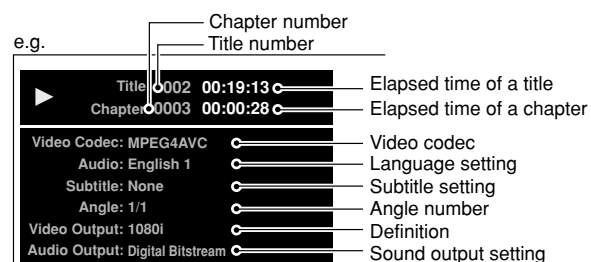 Chapter number
e.g.
Title number
Title 0002 00:19:13
Elapsed time of a title
Chapter 0003 00:00:28
Elapsed time of a chapter
Video Codec: MPEG4AVC
Video codec
Audio: English 1
Language setting
Subtitle: None
Subtitle setting
Angle: 1/1
Angle number
Video Output: 1080i
Definition
Audio Output: Digital Bitstream
Sound output setting